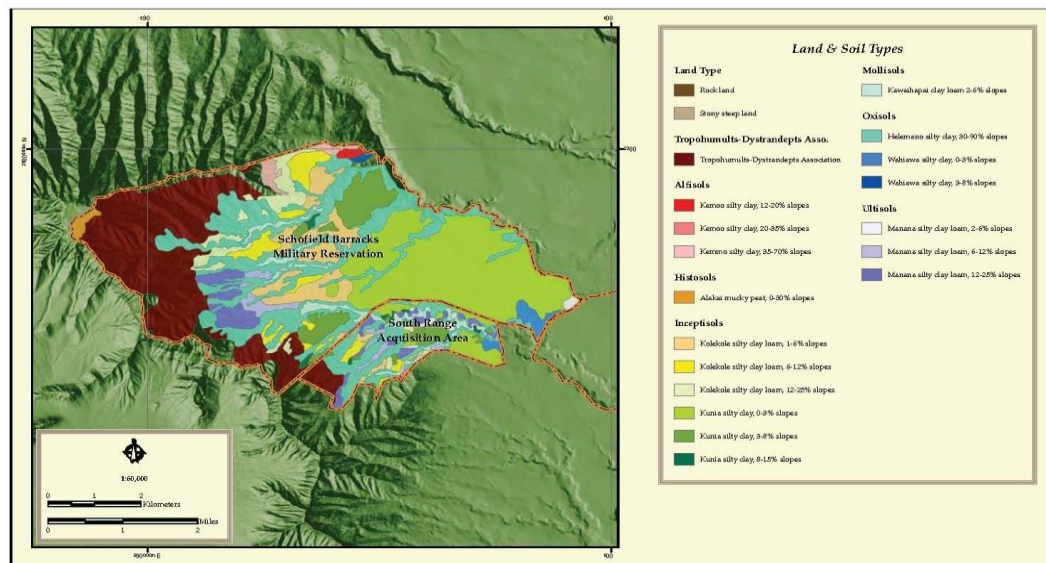 Land & Soil Types
Land Type
Rock land
Stony steep land
Tropohumults-Dystrandepts Asso.
Tropohumults-Dystrandepts Association
Alfisols
Kemoo silty clay, 12-20% slopes
Kemoo silty clay, 20-35% slopes
Kemmo silty clay, 35-70% slopes
Histosols
Alakai mucky peat, 0-30% slopes
Inceptisols
Kolekole silty clay loam, 1-6% slopes
Kolekole silty clay loam, 6-12% slopes
Kolekole silty clay loam, 12-25% slopes
Kunia silty clay, 0-3% slopes
Kunia silty clay, 3-8% slopes
Kunia silty clay, 8-15% slopes
Mollisols
Kawaihapai clay loam 2-6% slopes
Oxisols
Helemano silty clay, 30-90% slopes
Wahiawa silty clay, 0-3% slopes
Wahiawa silty clay, 3-8% slopes
Ultisols
Manana silty clay loam, 2-6% slopes
Manana silty clay loam, 6-12% slopes
Manana silty clay loam, 12-25% slopes
Schofield Barracks
Military Reservation
South Range
Acquisition Area
1:60,000
0 1 2
Kilometers
Miles
0 1 2